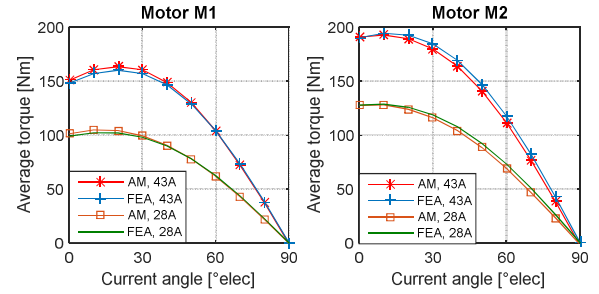 Motor M1
Average torque [Nm]
200
150
100
50
0
AM, 43A
FEA, 43A
AM, 28A
FEA, 28A
0 30 60 90
Current angle [°elec]
Motor M2
Average torque [Nm]
200
150
100
50
0
AM, 43A
FEA, 43A
AM, 28A
FEA, 28A
0 30 60 90
Current angle [°elec]